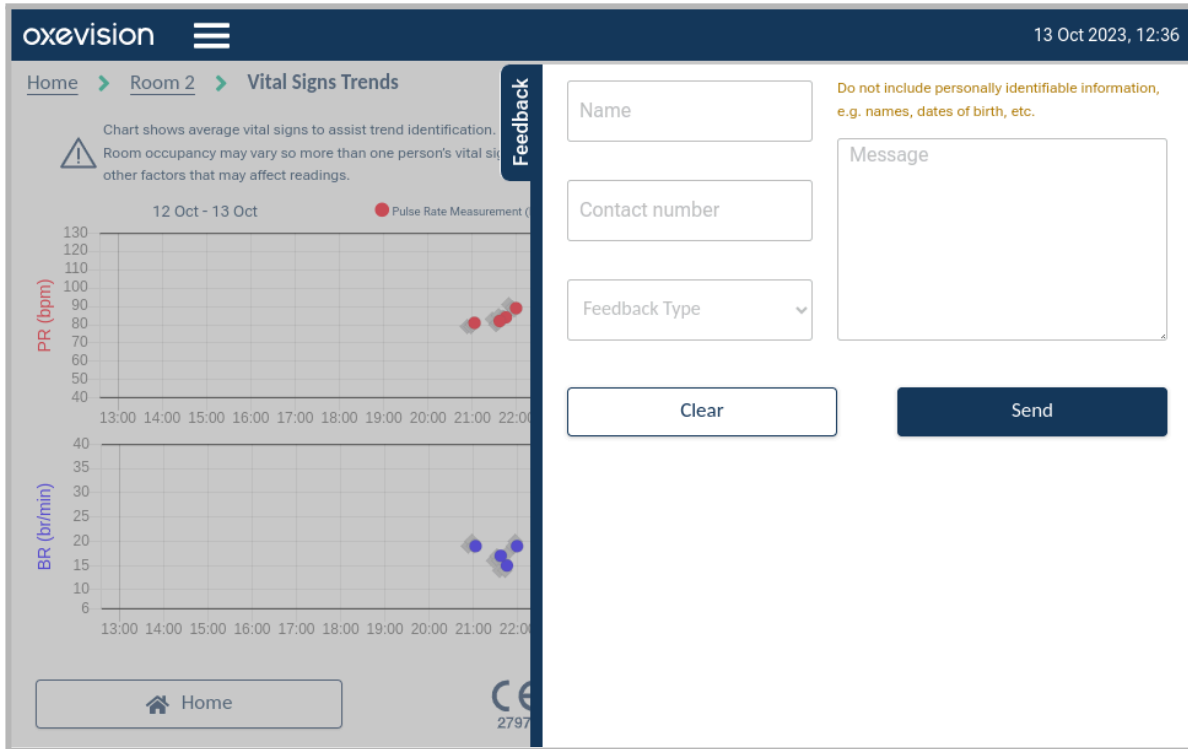 oxevision
13 Oct 2023, 12:36
Home > Room 2 > Vital Signs Trends
Chart shows average vital signs to assist trend identification.
Room occupancy may vary so more than one person's vital
other factors that may affect readings.
12 Oct - 13 Oct
Pulse Rate Measurement
PR (bpm)
130
120
110
100
90
80
70
60
50
40
13:00 14:00 15:00 16:00 17:00 18:00 19:00 20:00 21:00 22:00
BR (br/min)
40
35
30
25
20
15
10
6
13:00 14:00 15:00 16:00 17:00 18:00 19:00 20:00 21:00 22:00
Home
CE
2797
Feedback
Name
Contact number
Feedback Type
Do not include personally identifiable information,
e.g. names, dates of birth, etc.
Message
Clear
Send